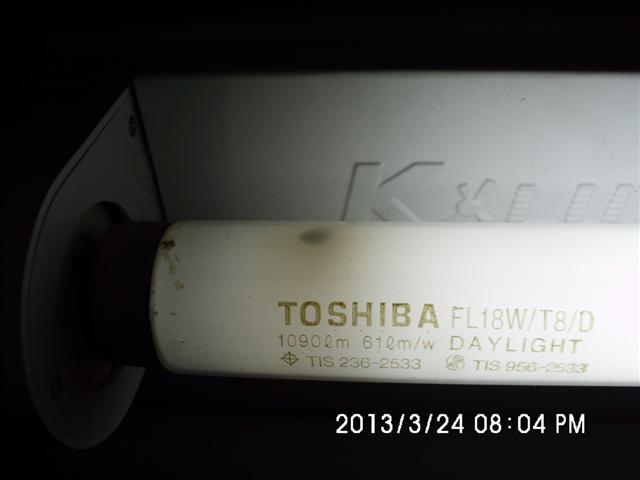 TOSHIBA FL18W/T8/D
1090lm 61lm/w DAYLIGHT
TIS 236-2533 TIS 956-2533
2013/3/24 08:04 PM